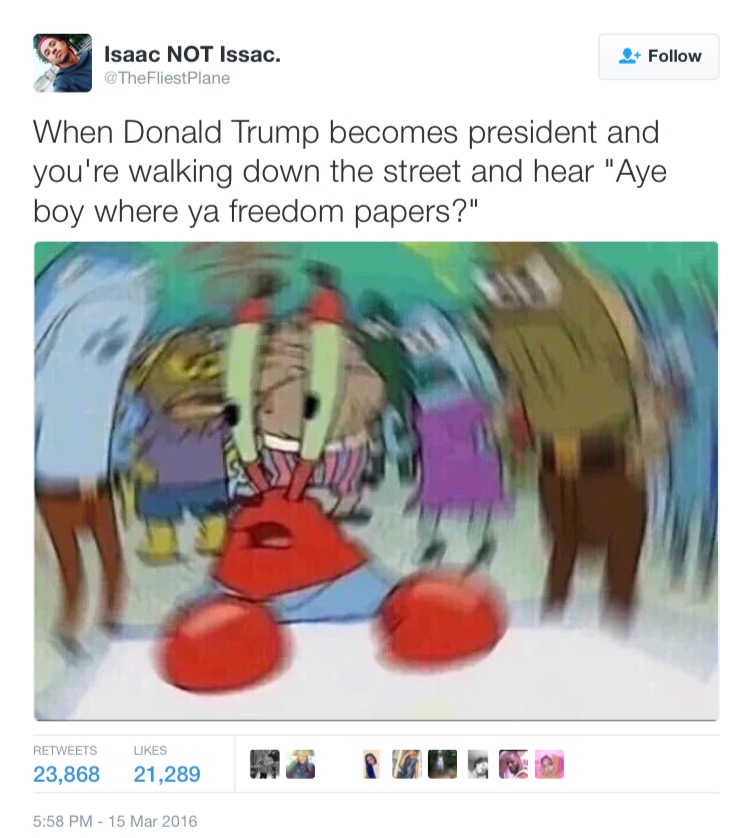 Isaac NOT Issac.
@TheFliestPlane
Follow
When Donald Trump becomes president and
you're walking down the street and hear "Aye
boy where ya freedom papers?"
RETWEETS LIKES
23,868 21,289
5:58 PM - 15 Mar 2016